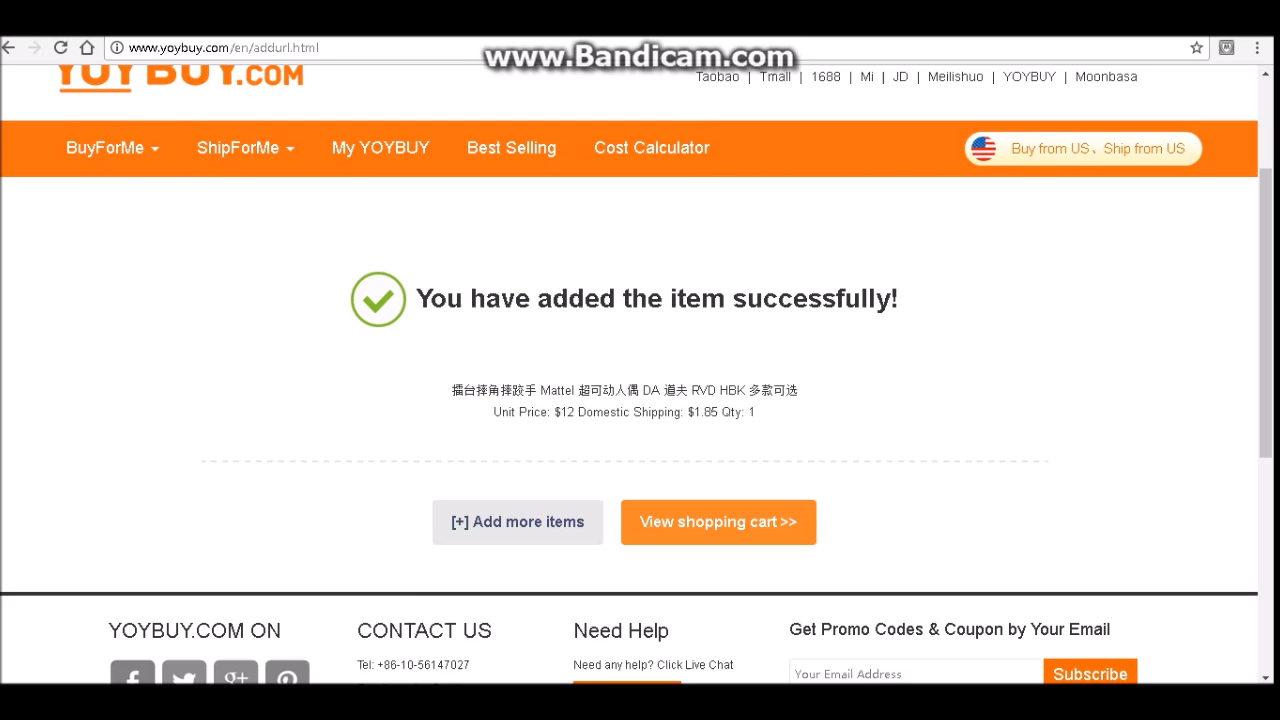 www.yoybuy.com/en/addurl.html
www.Bandicam.com
YOYBUY.COM
Taobao | Tmall | 1688 | Mi | JD | Meilishuo | YOYBUY | Moonbasa
BuyForMe ShipForMe My YOYBUY Best Selling Cost Calculator Buy from US、Ship from US
You have added the item successfully!
擂台摔角摔跤手 Mattel 超可动人偶 DA 道夫 RVD HBK 多款可选
Unit Price: $12 Domestic Shipping: $1.85 Qty: 1
[+] Add more items View shopping cart >>
YOYBUY.COM ON CONTACT US Need Help Get Promo Codes & Coupon by Your Email
Tel: +86-10-56147027 Need any help? Click Live Chat
Your Email Address Subscribe